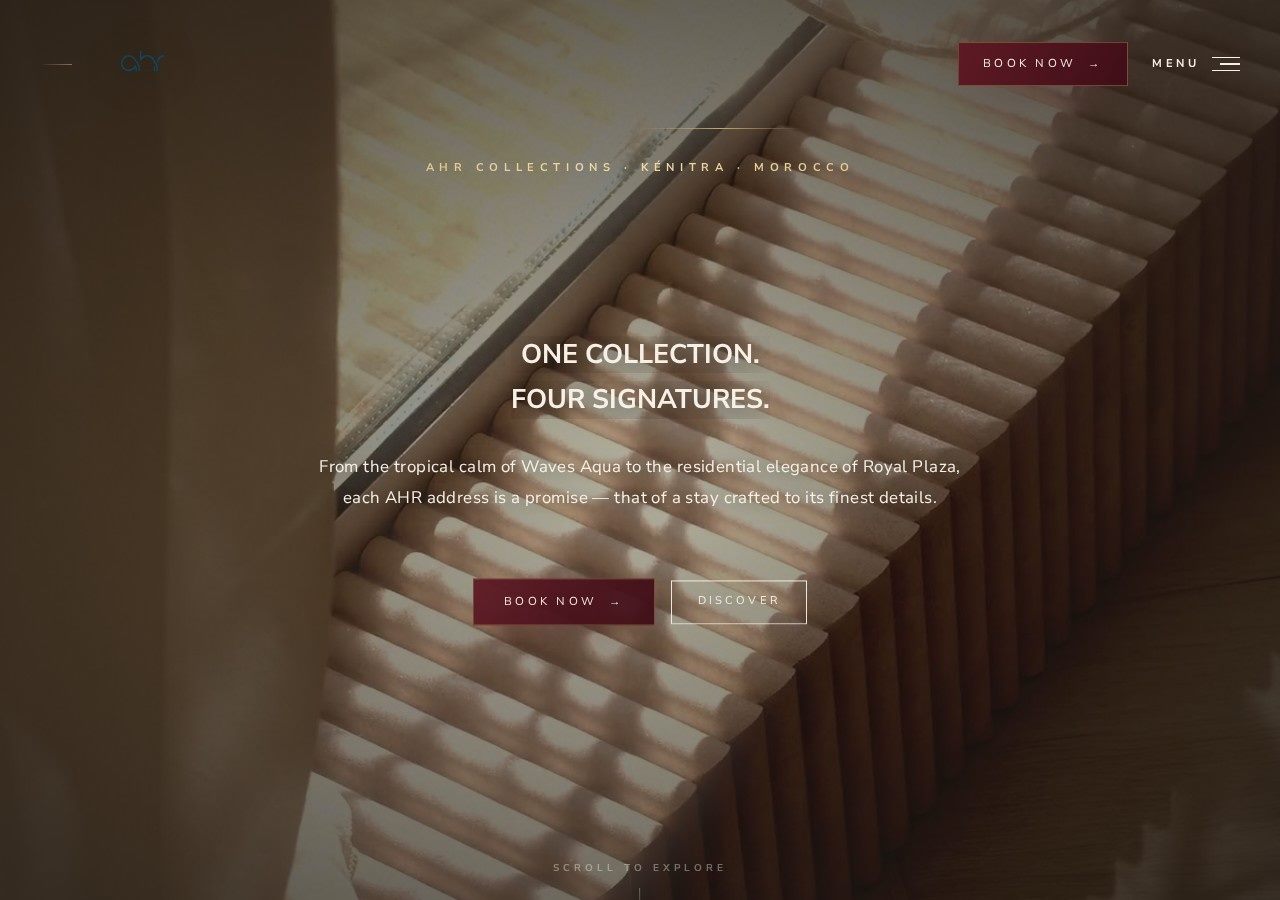 ahr
BOOK NOW →
MENU
AHR COLLECTIONS · KÉNITRA · MOROCCO
ONE COLLECTION.
FOUR SIGNATURES.
From the tropical calm of Waves Aqua to the residential elegance of Royal Plaza,
each AHR address is a promise — that of a stay crafted to its finest details.
BOOK NOW →
DISCOVER
SCROLL TO EXPLORE